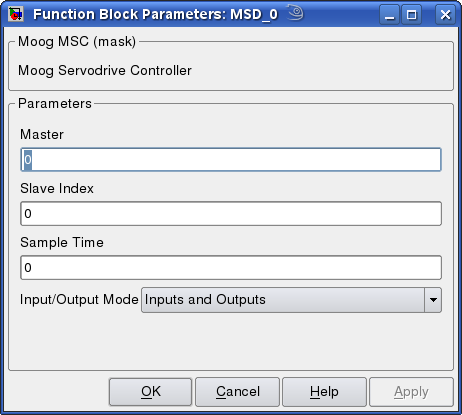 Function Block Parameters: MSD_0
Moog MSC (mask)
Moog Servodrive Controller
Parameters
Master
0
Slave Index
0
Sample Time
0
Input/Output Mode Inputs and Outputs
OK Cancel Help Apply